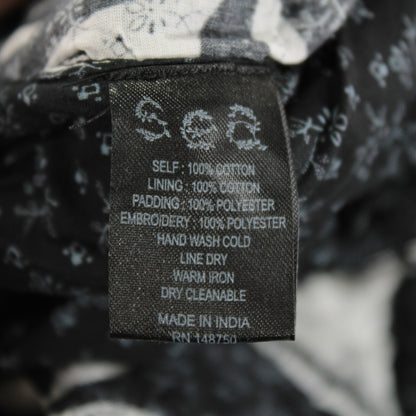 sea
SELF : 100% COTTON
LINING : 100% COTTON
PADDING : 100% POLYESTER
EMBROIDERY : 100% POLYESTER
HAND WASH COLD
LINE DRY
WARM IRON
DRY CLEANABLE
MADE IN INDIA
RN 148750